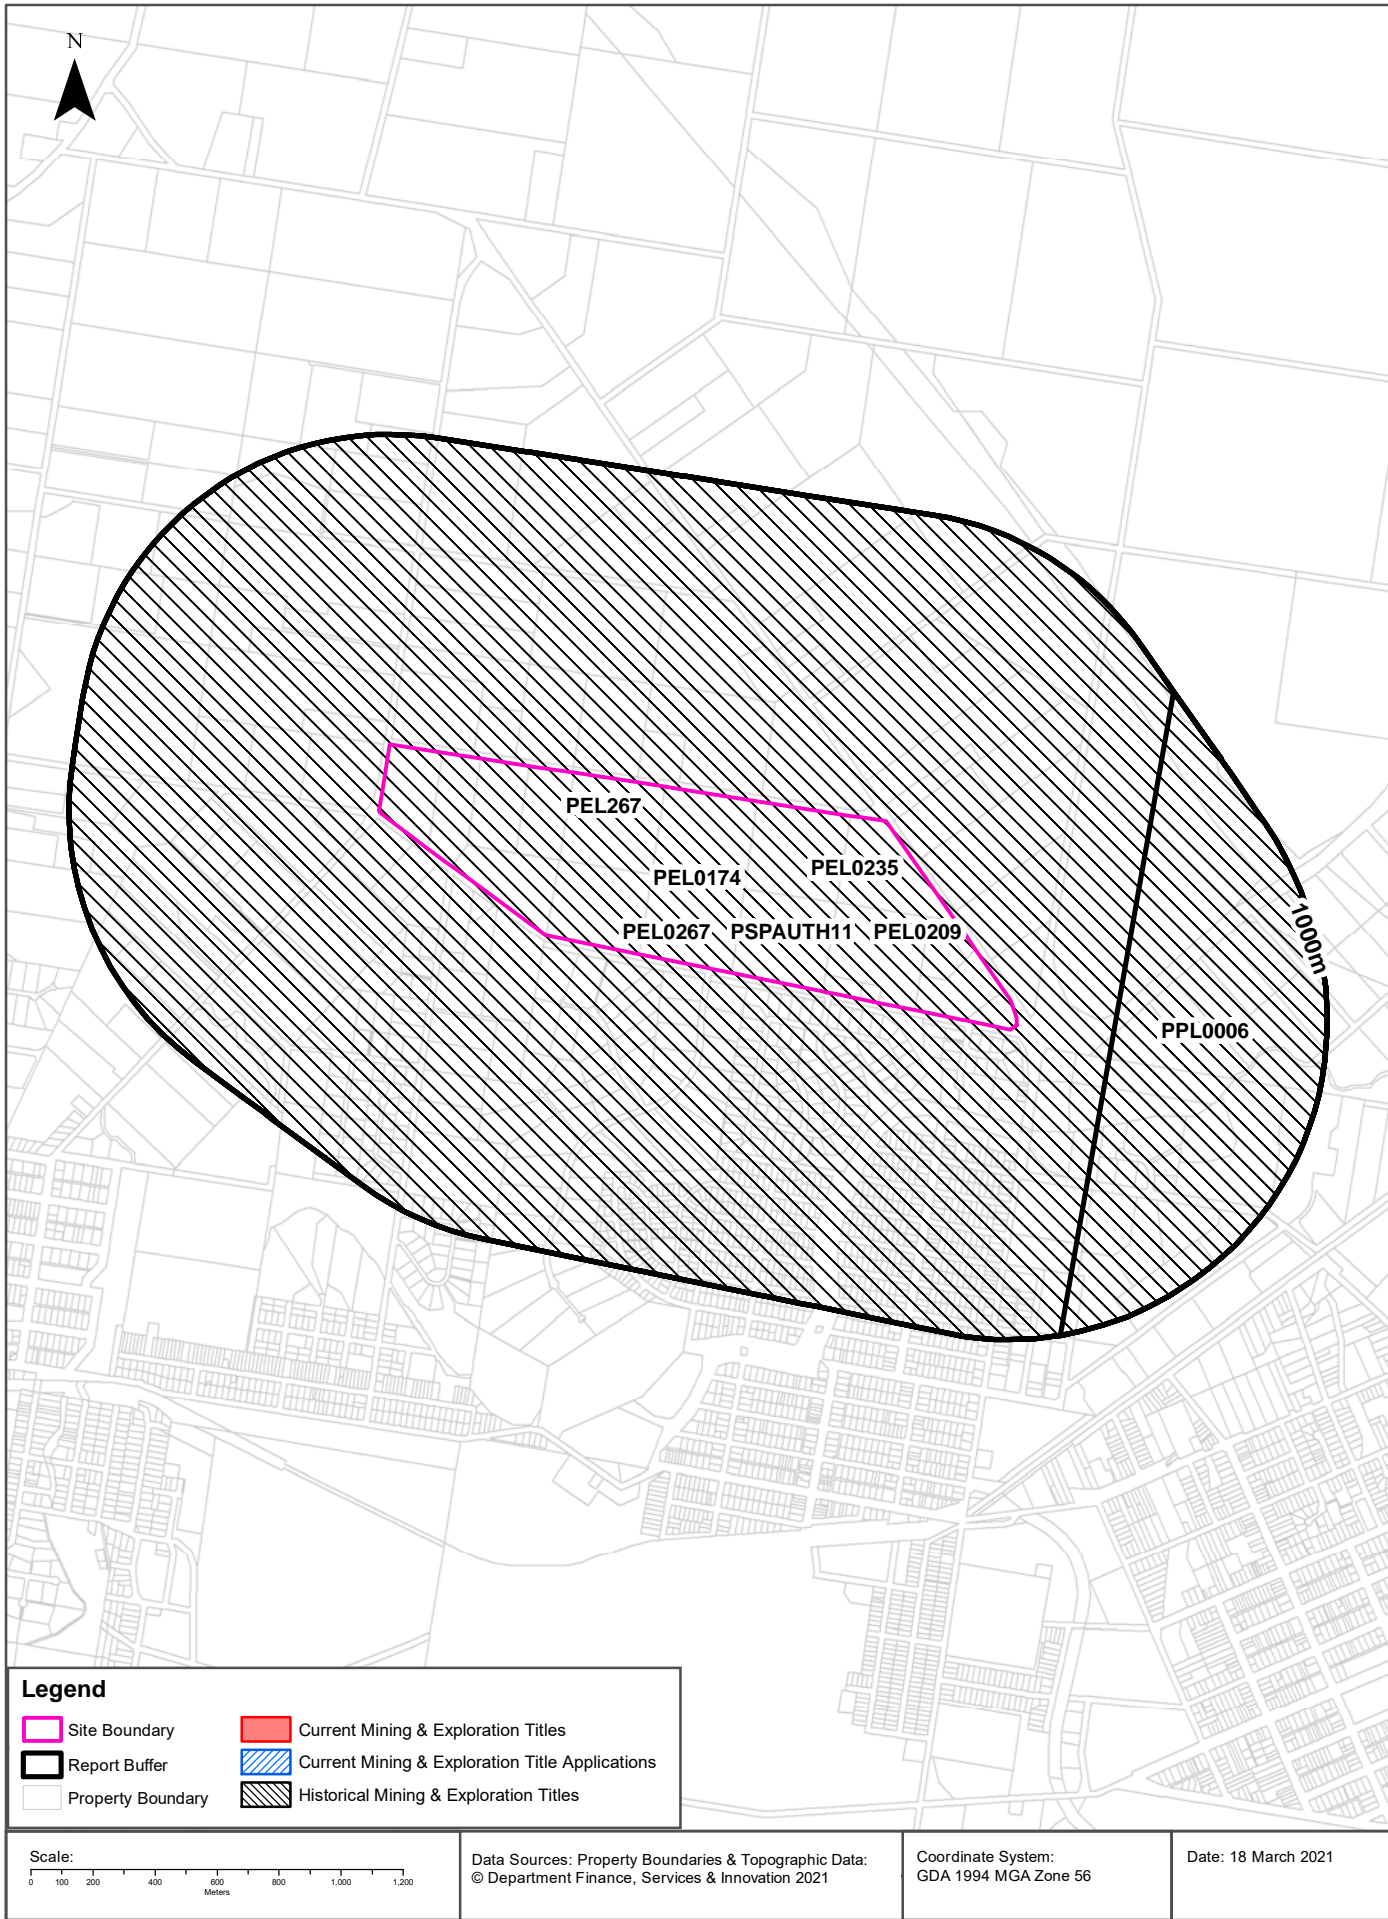 N
PEL267
PEL0174
PEL0235
PEL0267 PSPAUTH11 PEL0209
1000m
PPL0006
Legend
Site Boundary
Report Buffer
Property Boundary
Current Mining & Exploration Titles
Current Mining & Exploration Title Applications
Historical Mining & Exploration Titles
Scale:
0 100 200 400 600 800 1,000 1,200
Meters
Data Sources: Property Boundaries & Topographic Data:
© Department Finance, Services & Innovation 2021
Coordinate System:
GDA 1994 MGA Zone 56
Date: 18 March 2021